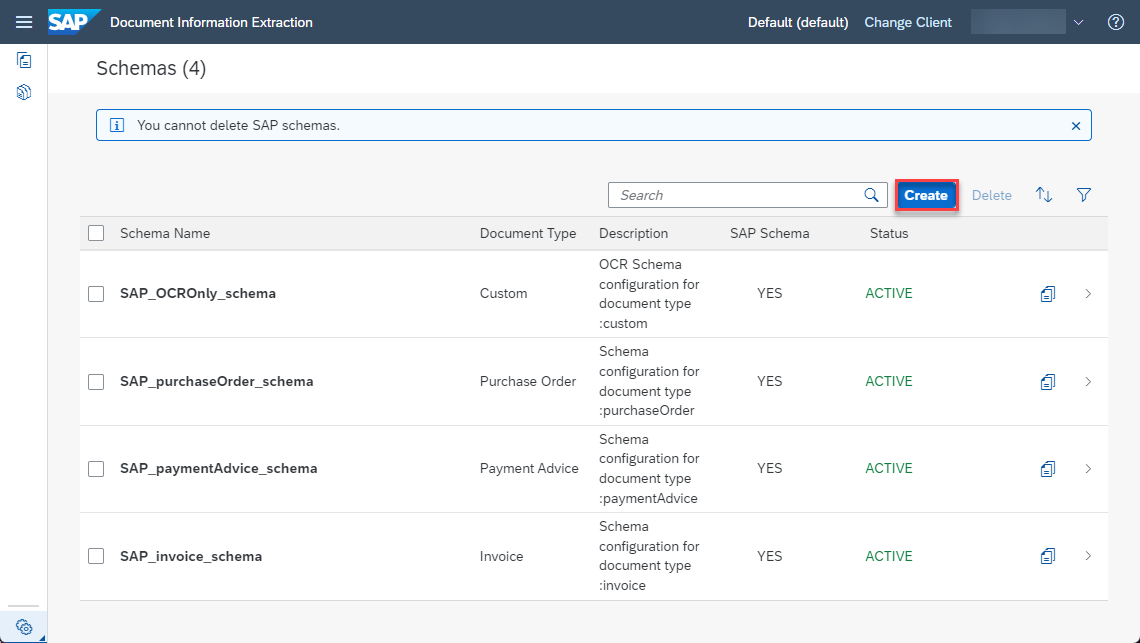 SAP Document Information Extraction Default (default) Change Client
Schemas (4)
You cannot delete SAP schemas.
Search Create Delete
Schema Name Document Type Description SAP Schema Status
SAP_OCROnly_schema Custom OCR Schema configuration for document type :custom YES ACTIVE
SAP_purchaseOrder_schema Purchase Order Schema configuration for document type :purchaseOrder YES ACTIVE
SAP_paymentAdvice_schema Payment Advice Schema configuration for document type :paymentAdvice YES ACTIVE
SAP_invoice_schema Invoice Schema configuration for document type :invoice YES ACTIVE